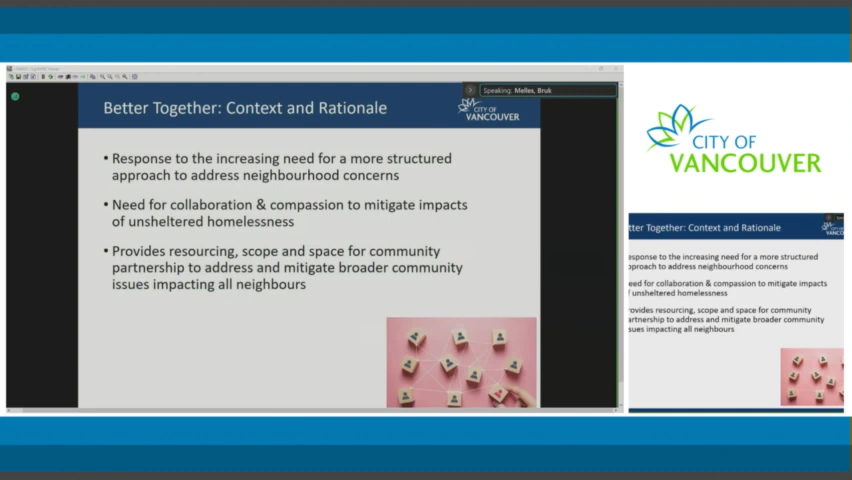 Speaking: Melles, Bruk
Better Together: Context and Rationale
CITY OF
VANCOUVER
• Response to the increasing need for a more structured
approach to address neighbourhood concerns
• Need for collaboration & compassion to mitigate impacts
of unsheltered homelessness
• Provides resourcing, scope and space for community
partnership to address and mitigate broader community
issues impacting all neighbours
CITY OF
VANCOUVER
tter Together: Context and Rationale
esponse to the increasing need for a more structured
pproach to address neighbourhood concerns
eed for collaboration & compassion to mitigate impacts
f unsheltered homelessness
rovides resourcing, scope and space for community
artnership to address and mitigate broader community
sues impacting all neighbours